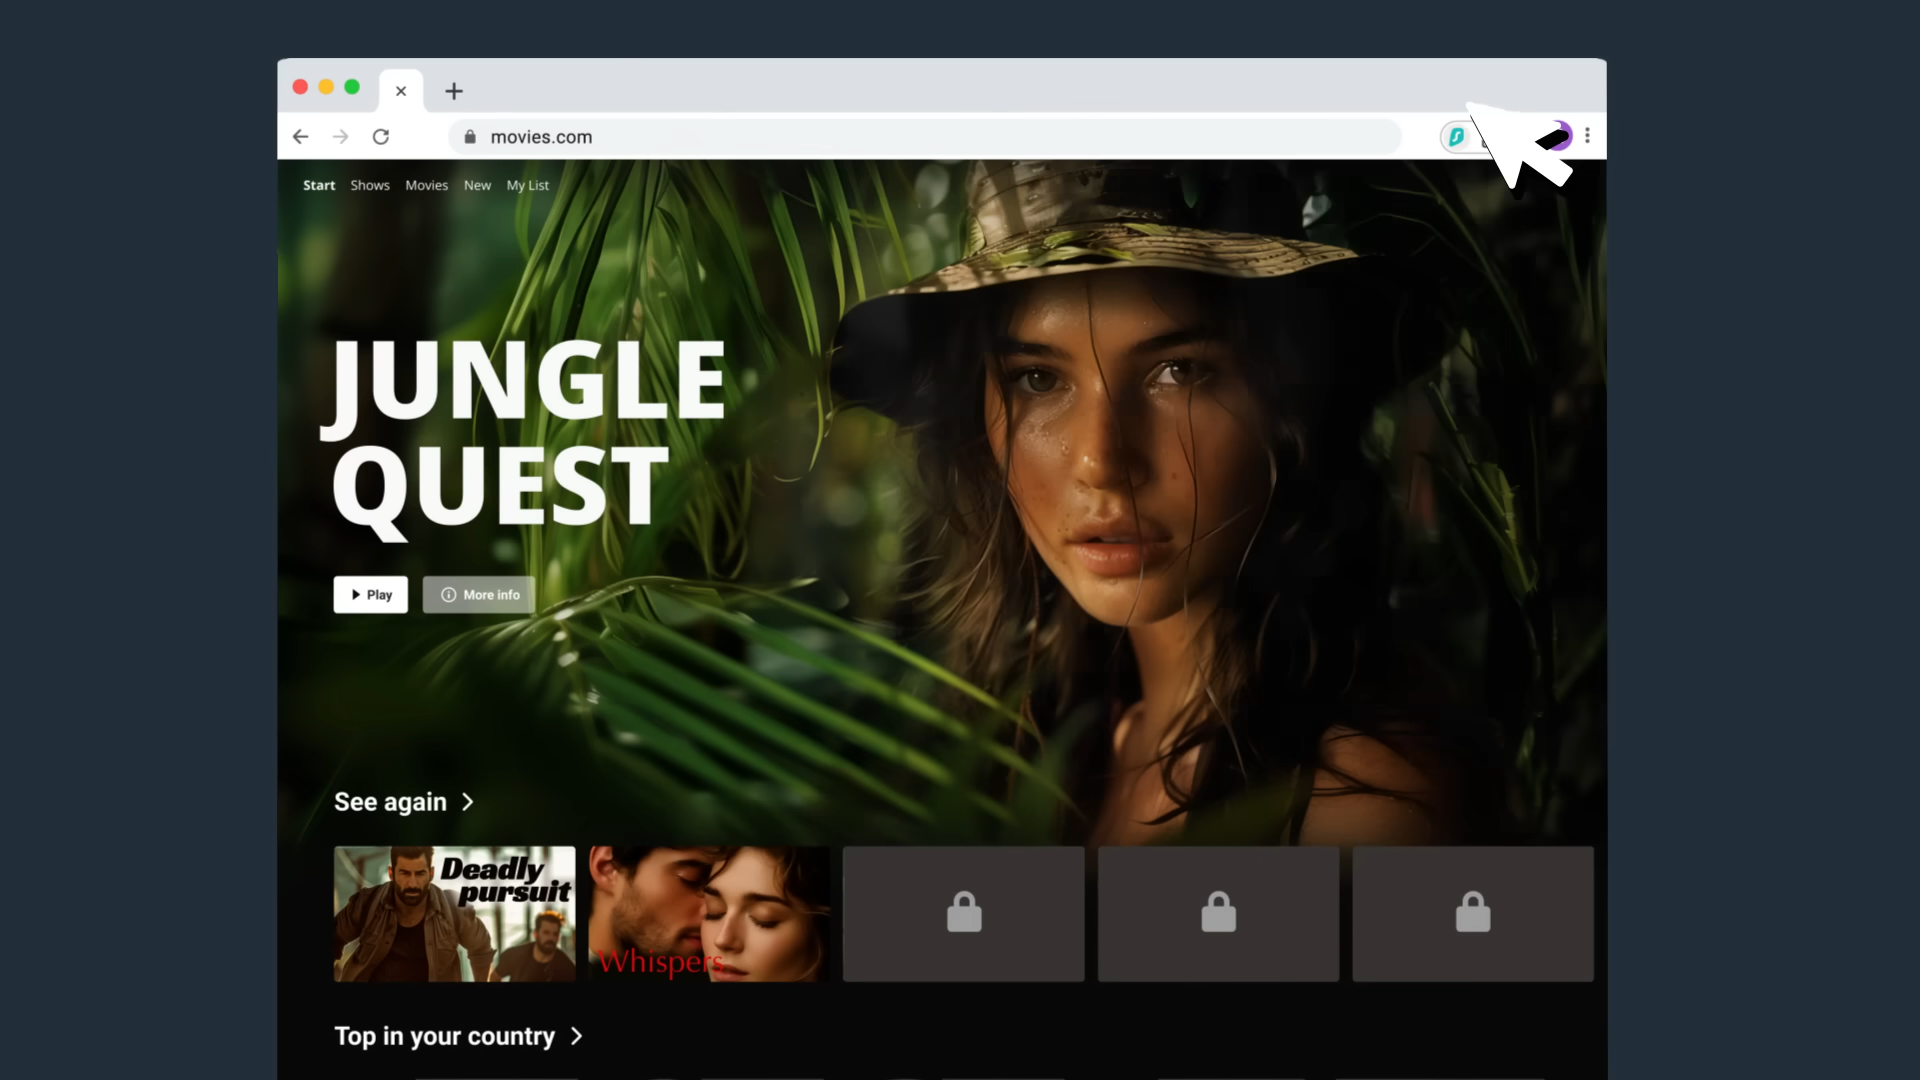 movies.com
Start Shows Movies New My List
JUNGLE
QUEST
Play More info
See again
Deadly
pursuit
Whispers
Top in your country